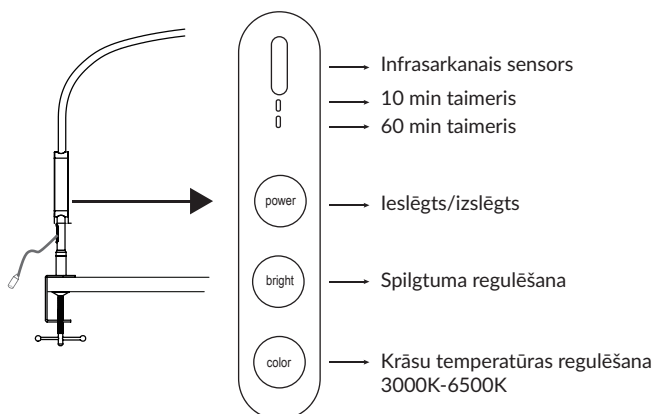 Infrasarkanais sensors
10 min taimeris
60 min taimeris
power
Ieslēgts/izslēgts
bright
Spilgtuma regulēšana
color
Krāsu temperatūras regulēšana
3000K-6500K